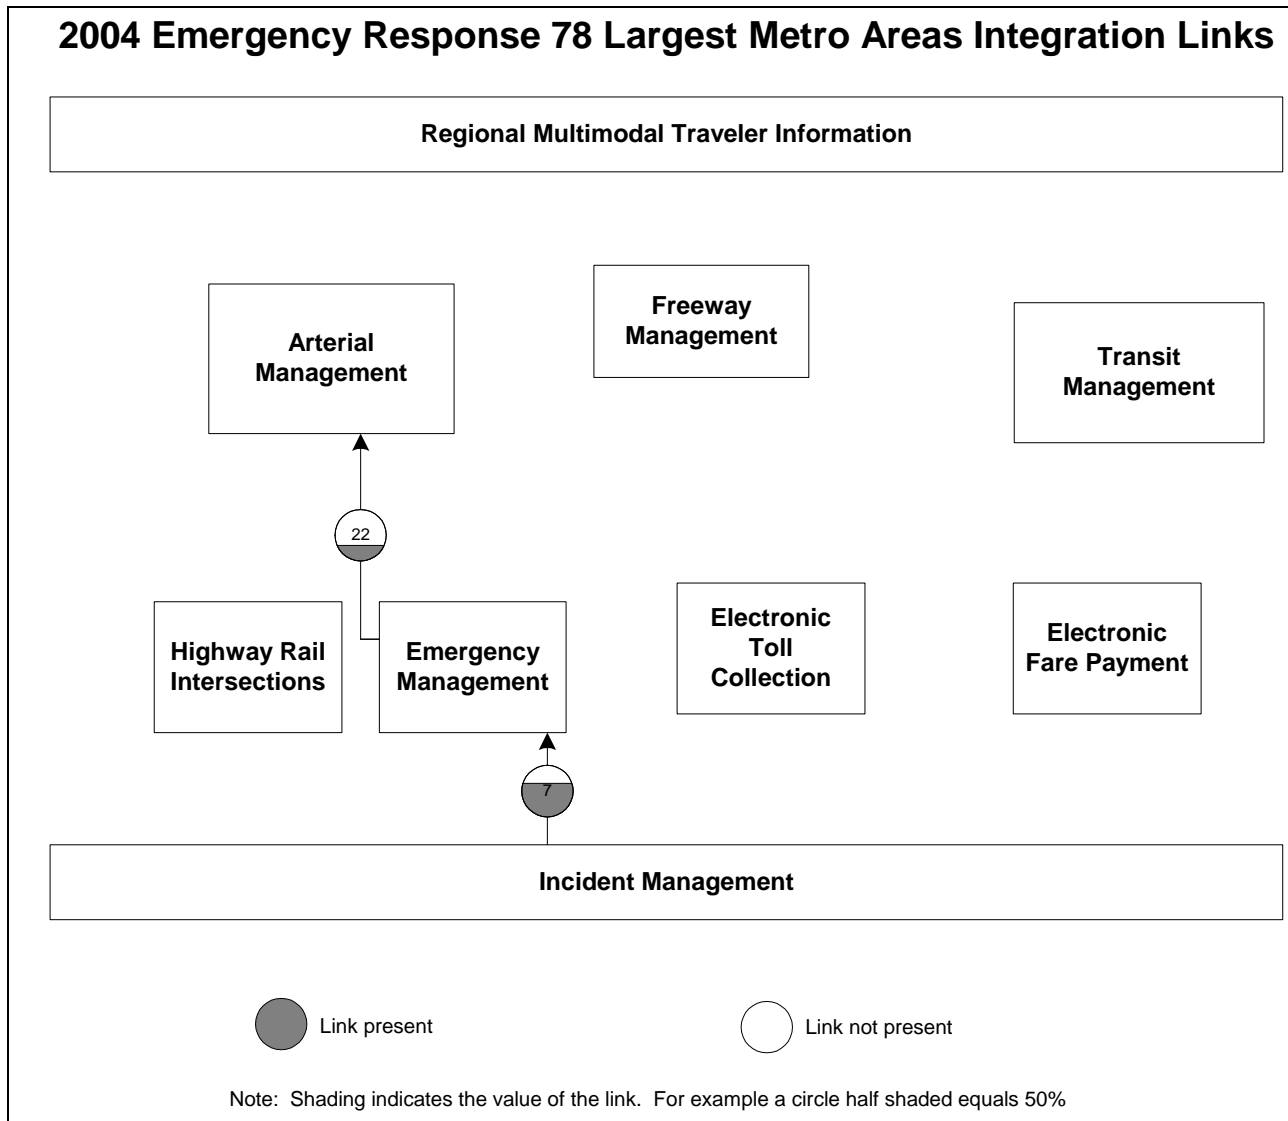 2004 Emergency Response 78 Largest Metro Areas Integration Links
Regional Multimodal Traveler Information
Arterial
Management
Freeway
Management
Transit
Management
22
Highway Rail
Intersections
Emergency
Management
Electronic
Toll
Collection
Electronic
Fare Payment
7
Incident Management
Link present
Link not present
Note:  Shading indicates the value of the link.  For example a circle half shaded equals 50%